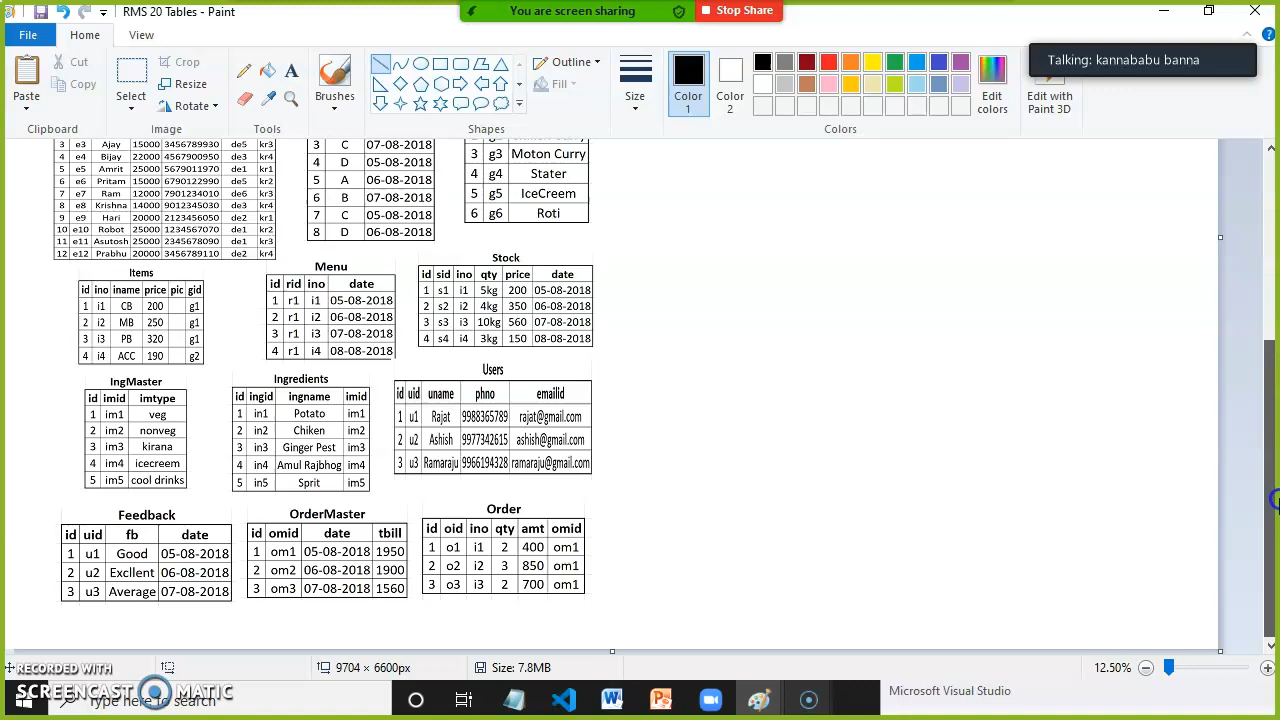 RMS 20 Tables - Paint
You are screen sharing
Stop Share
File Home View
Talking: kannababu banna
Paste
Cut
Copy
Clipboard
Select
Crop
Resize
Rotate
Image
Tools
Brushes
Shapes
Outline
Fill
Size
Color 1
Color 2
Colors
Edit colors
Edit with Paint 3D
3 e3 Ajay 15000 3456789930 de5 kr3
4 e4 Bijay 22000 4567900950 de3 kr4
5 e5 Amrit 25000 5679011970 de1 kr1
6 e6 Pritam 15000 6790122990 de5 kr2
7 e7 Ram 12000 7901234010 de6 kr3
8 e8 Krishna 14000 9012345030 de3 kr4
9 e9 Hari 20000 2123456050 de2 kr1
10 e10 Robot 25000 1234567070 de1 kr2
11 e11 Asutosh 25000 2345678090 de1 kr3
12 e12 Prabhu 20000 3456789110 de2 kr4
3 C 07-08-2018
4 D 05-08-2018
5 A 06-08-2018
6 B 07-08-2018
7 C 05-08-2018
8 D 06-08-2018
3 g3 Moton Curry
4 g4 Stater
5 g5 IceCreem
6 g6 Roti
Items
id ino iname price pic gid
1 i1 CB 200 g1
2 i2 MB 250 g1
3 i3 PB 320 g1
4 i4 ACC 190 g2
Menu
id rid ino date
1 r1 i1 05-08-2018
2 r1 i2 06-08-2018
3 r1 i3 07-08-2018
4 r1 i4 08-08-2018
Stock
id sid ino qty price date
1 s1 i1 5kg 200 05-08-2018
2 s2 i2 4kg 350 06-08-2018
3 s3 i3 10kg 560 07-08-2018
4 s4 i4 3kg 150 08-08-2018
IngMaster
id imid imtype
1 im1 veg
2 im2 nonveg
3 im3 kirana
4 im4 icecreem
5 im5 cool drinks
Ingredients
id ingid ingname imid
1 in1 Potato im1
2 in2 Chiken im2
3 in3 Ginger Pest im3
4 in4 Amul Rajbhog im4
5 in5 Sprit im5
Users
id uid uname phno emailid
1 u1 Rajat 9988365789 rajat@gmail.com
2 u2 Ashish 9977342615 ashish@gmail.com
3 u3 Ramaraju 9966194328 ramaraju@gmail.com
Feedback
id uid fb date
1 u1 Good 05-08-2018
2 u2 Excllent 06-08-2018
3 u3 Average 07-08-2018
OrderMaster
id omid date tbill
1 om1 05-08-2018 1950
2 om2 06-08-2018 1900
3 om3 07-08-2018 1560
Order
id oid ino qty amt omid
1 o1 i1 2 400 om1
2 o2 i2 3 850 om1
3 o3 i3 2 700 om1
9704 × 6600px
Size: 7.8MB
12.50%
RECORDED WITH
SCREENCAST MATIC
Type here to search
Microsoft Visual Studio